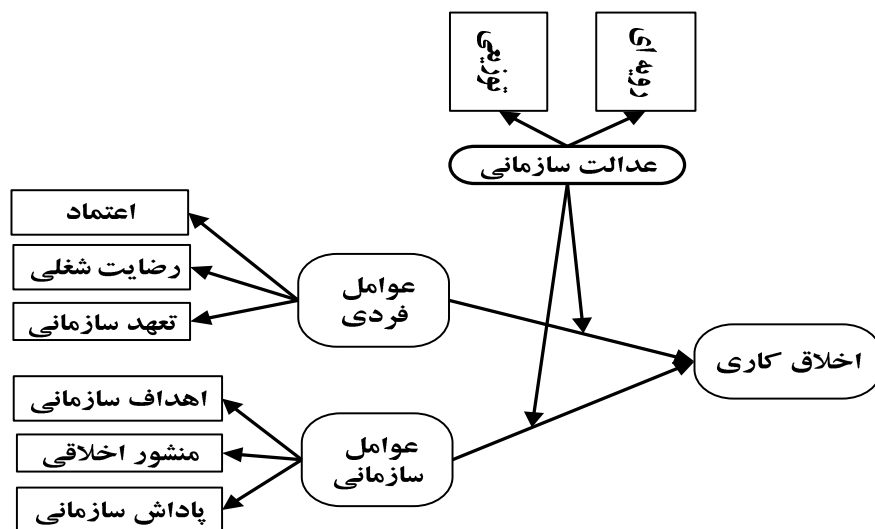 رویه ای
توزیعی
عدالت سازمانی
اعتماد
رضایت شغلی
تعهد سازمانی
عوامل
فردی
اخلاق کاری
اهداف سازمانی
منشور اخلاقی
پاداش سازمانی
عوامل
سازمانی